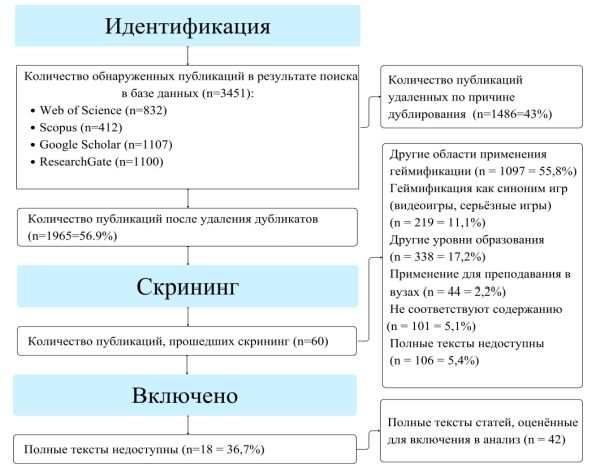 Идентификация
Количество обнаруженных публикаций в результате поиска
в базе данных (n=3451):
• Web of Science (n=832)
• Scopus (n=412)
• Google Scholar (n=1107)
• ResearchGate (n=1100)
Количество публикаций
удаленных по причине
дублирования (n=1486=43%)
Количество публикаций после удаления дубликатов
(n=1965=56.9%)
Другие области применения
геймификации (n = 1097 = 55,8%)
Геймификация как синоним игр
(видеоигры, серьёзные игры)
(n = 219 = 11,1%)
Другие уровни образования
(n = 338 = 17,2%)
Применение для преподавания в
вузах (n = 44 = 2,2%)
Не соответствуют содержанию
(n = 101 = 5,1%)
Полные тексты недоступны
(n = 106 = 5,4%)
Скрининг
Количество публикаций, прошедших скрининг (n=60)
Включено
Полные тексты недоступны (n=18 = 36,7%)
Полные тексты статей, оценённые
для включения в анализ (n = 42)